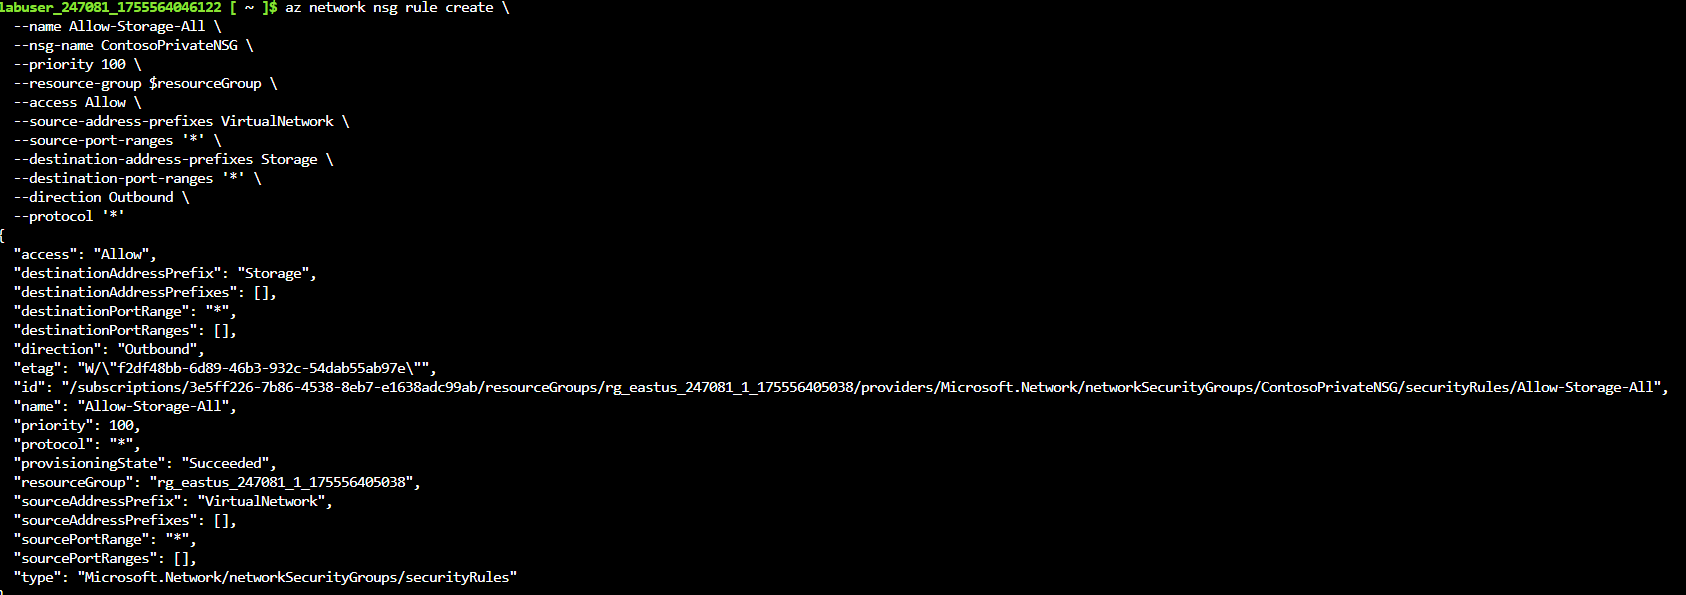 labuser_247081_1755564046122 [ ~ ]$ az network nsg rule create \
--name Allow-Storage-All \
--nsg-name ContosoPrivateNSG \
--priority 100 \
--resource-group $resourceGroup \
--access Allow \
--source-address-prefixes VirtualNetwork \
--source-port-ranges '*' \
--destination-address-prefixes Storage \
--destination-port-ranges '*' \
--direction Outbound \
--protocol '*'
{
"access": "Allow",
"destinationAddressPrefix": "Storage",
"destinationAddressPrefixes": [],
"destinationPortRange": "*",
"destinationPortRanges": [],
"direction": "Outbound",
"etag": "W/\"f2df48bb-6d89-46b3-932c-54dab55ab97e\"",
"id": "/subscriptions/3e5ff226-7b86-4538-8eb7-e1638adc99ab/resourceGroups/rg_eastus_247081_1_175556405038/providers/Microsoft.Network/networkSecurityGroups/ContosoPrivateNSG/securityRules/Allow-Storage-All",
"name": "Allow-Storage-All",
"priority": 100,
"protocol": "*",
"provisioningState": "Succeeded",
"resourceGroup": "rg_eastus_247081_1_175556405038",
"sourceAddressPrefix": "VirtualNetwork",
"sourceAddressPrefixes": [],
"sourcePortRange": "*",
"sourcePortRanges": [],
"type": "Microsoft.Network/networkSecurityGroups/securityRules"